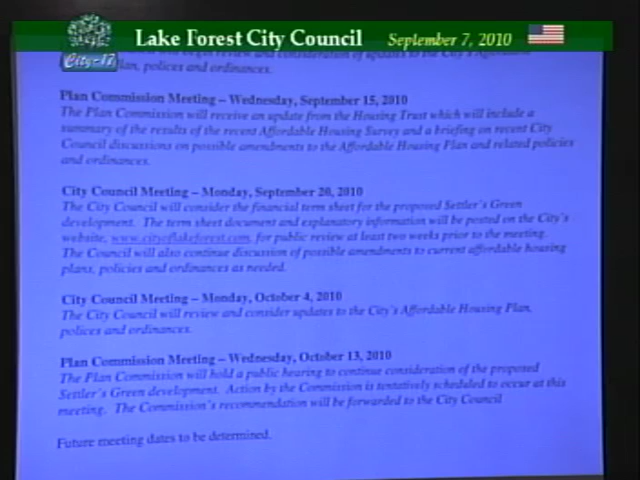 Lake Forest City Council September 7, 2010
City-17
and consideration of updates to the City's
plan, polices and ordinances.
Plan Commission Meeting – Wednesday, September 15, 2010
The Plan Commission will receive an update from the Housing Trust which will include a
summary of the results of the recent Affordable Housing Survey and a briefing on recent City
Council discussions on possible amendments to the Affordable Housing Plan and related policies
and ordinances.
City Council Meeting – Monday, September 20, 2010
The City Council will consider the financial term sheet for the proposed Settler's Green
development. The term sheet document and explanatory information will be posted on the City's
website, www.cityoflakeforest.com, for public review at least two weeks prior to the meeting.
The Council will also continue discussion of possible amendments to current affordable housing
plans, policies and ordinances as needed.
City Council Meeting – Monday, October 4, 2010
The City Council will review and consider updates to the City's Affordable Housing Plan,
polices and ordinances.
Plan Commission Meeting – Wednesday, October 13, 2010
The Plan Commission will hold a public hearing to continue consideration of the proposed
Settler's Green development. Action by the Commission is tentatively scheduled to occur at this
meeting. The Commission's recommendation will be forwarded to the City Council
Future meeting dates to be determined.